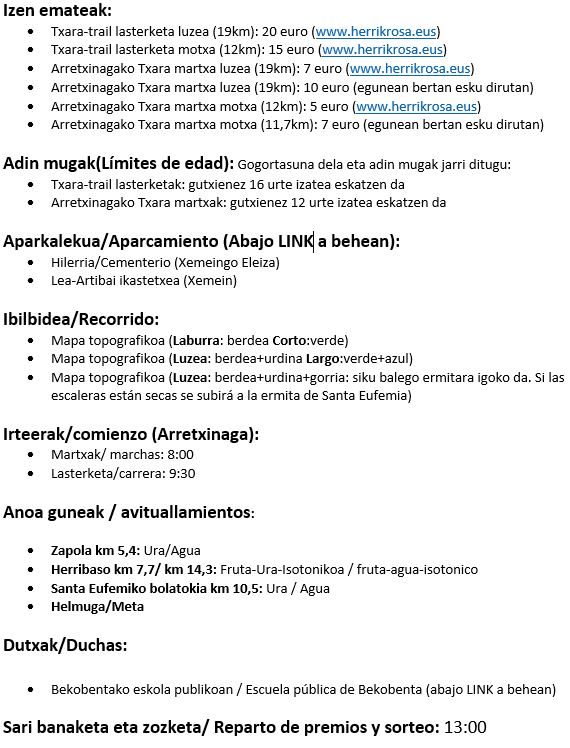 Izen emateak:
• Txara-trail lasterketa luzea (19km): 20 euro (www.herrikrosa.eus)
• Txara-trail lasterketa motxa (12km): 15 euro (www.herrikrosa.eus)
• Arretxinagako Txara martxa luzea (19km): 7 euro (www.herrikrosa.eus)
• Arretxinagako Txara martxa luzea (19km): 10 euro (egunean bertan esku dirutan)
• Arretxinagako Txara martxa motxa (12km): 5 euro (www.herrikrosa.eus)
• Arretxinagako Txara martxa motxa (11,7km): 7 euro (egunean bertan esku dirutan)
Adin mugak(Límites de edad): Gogortasuna dela eta adin mugak jarri ditugu:
• Txara-trail lasterketak: gutxienez 16 urte izatea eskatzen da
• Arretxinagako Txara martxak: gutxienez 12 urte izatea eskatzen da
Aparkalekua/Aparcamiento (Abajo LINK a behean):
• Hilerria/Cementerio (Xemeingo Eleiza)
• Lea-Artibai ikastetxea (Xemein)
Ibilbidea/Recorrido:
• Mapa topografikoa (Laburra: berdea Corto:verde)
• Mapa topografikoa (Luzea: berdea+urdina Largo:verde+azul)
• Mapa topografikoa (Luzea: berdea+urdina+gorria: siku balego ermitara igoko da. Si las
escaleras están secas se subirá a la ermita de Santa Eufemia)
Irteerak/comienzo (Arretxinaga):
• Martxak/ marchas: 8:00
• Lasterketa/carrera: 9:30
Anoa guneak / avituallamientos:
• Zapola km 5,4: Ura/Agua
• Herribaso km 7,7/ km 14,3: Fruta-Ura-Isotonikoa / fruta-agua-isotonico
• Santa Eufemiko bolatokia km 10,5: Ura / Agua
• Helmuga/Meta
Dutxak/Duchas:
• Bekobentako eskola publikoan / Escuela pública de Bekobenta (abajo LINK a behean)
Sari banaketa eta zozketa/ Reparto de premios y sorteo: 13:00